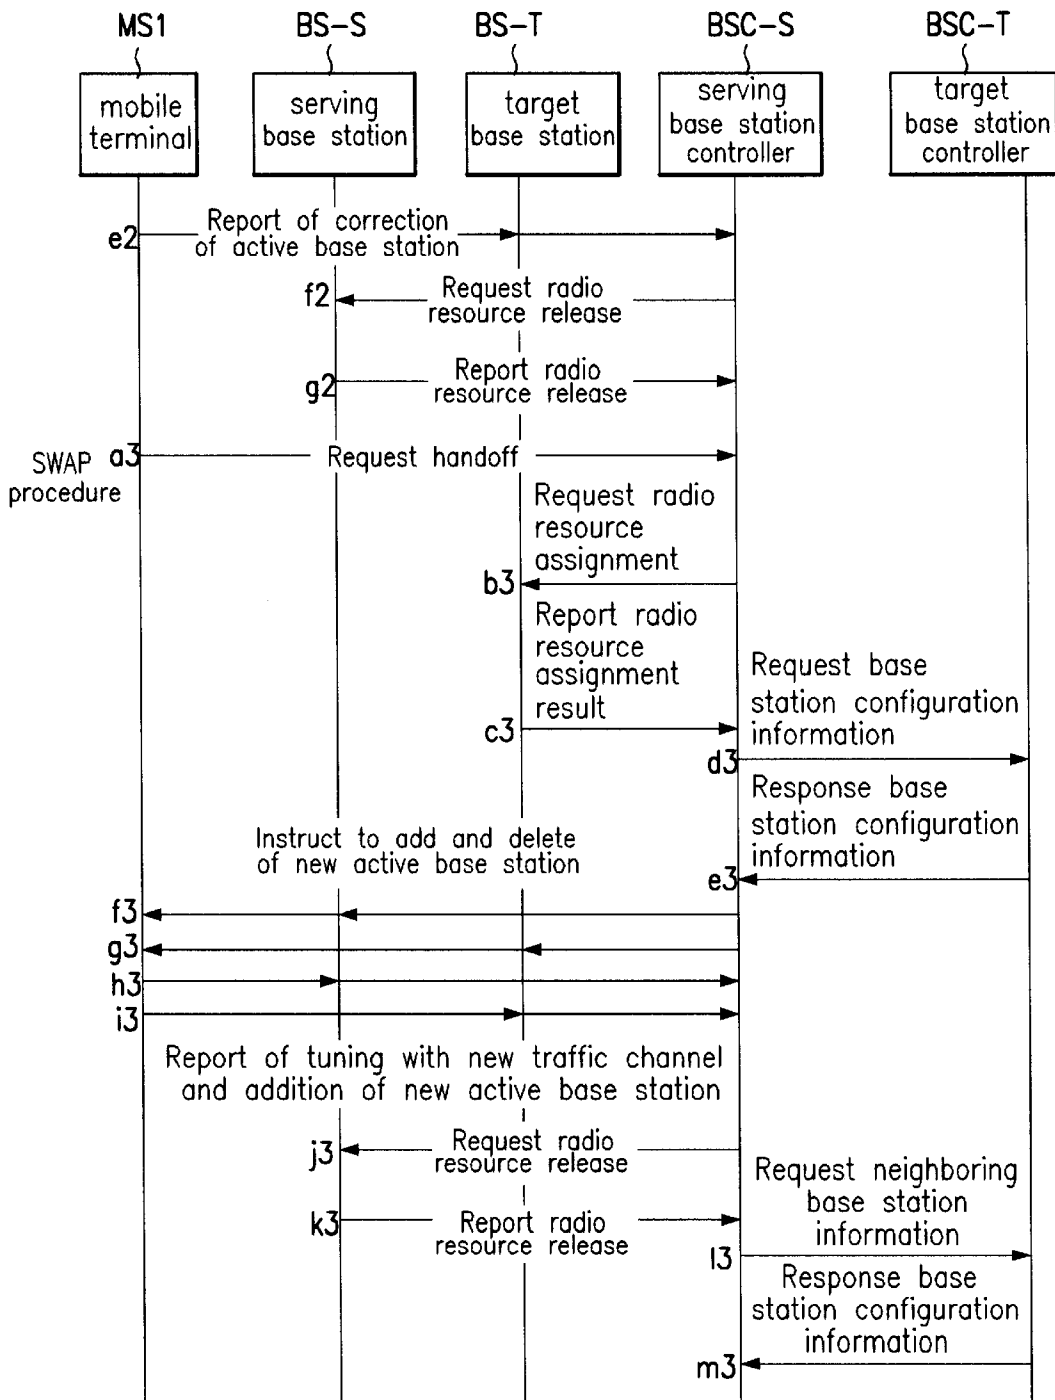 MS1 BS-S BS-T BSC-S BSC-T
mobile
terminal
serving
base station
target
base station
serving
base station
controller
target
base station
controller
e2
Report of correction
of active base station
f2
Request radio
resource release
g2
Report radio
resource release
SWAP
procedure
a3
Request handoff
Request radio
resource
assignment
b3
Report radio
resource
assignment
result
c3
Request base
station configuration
information
d3
Response base
station configuration
information
e3
Instruct to add and delete
of new active base station
f3
g3
h3
i3
Report of tuning with new traffic channel
and addition of new active base station
j3
Request radio
resource release
k3
Report radio
resource release
Request neighboring
base station
information
l3
Response base
station configuration
information
m3